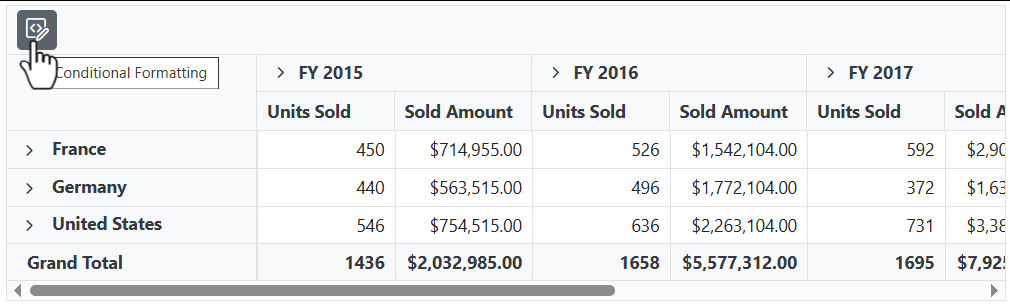 Conditional Formatting
FY 2015 FY 2016 FY 2017
Units Sold Sold Amount Units Sold Sold Amount Units Sold Sold A
France 450 $714,955.00 526 $1,542,104.00 592 $2,90
Germany 440 $563,515.00 496 $1,772,104.00 372 $1,63
United States 546 $754,515.00 636 $2,263,104.00 731 $3,38
Grand Total 1436 $2,032,985.00 1658 $5,577,312.00 1695 $7,925